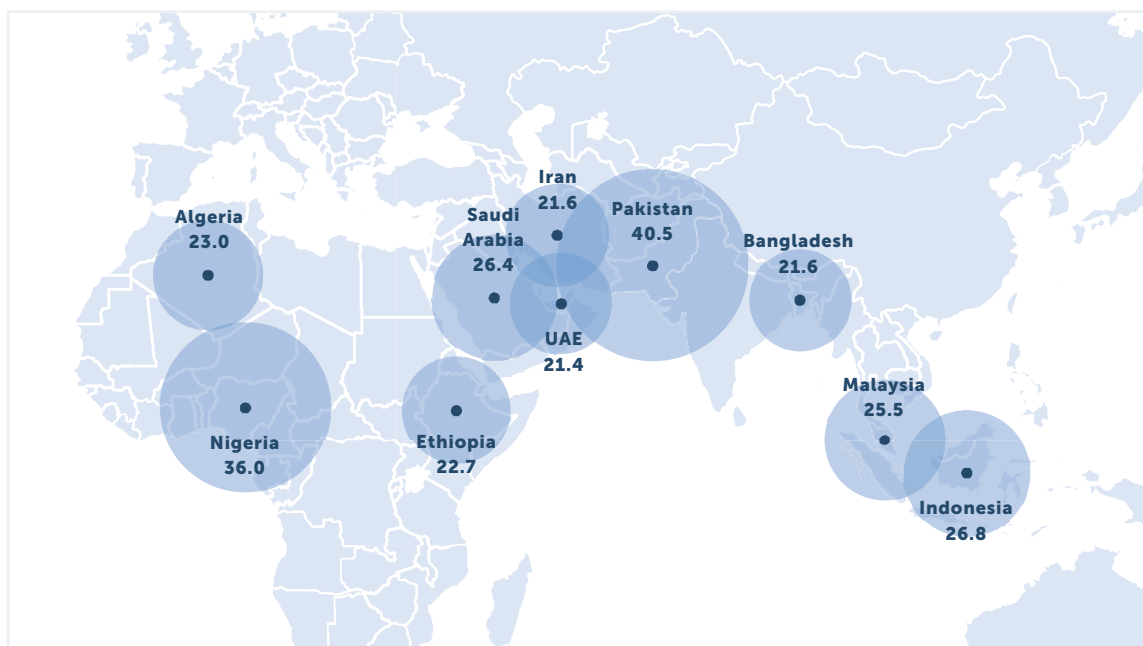 Iran
21.6
Pakistan
40.5
Algeria
23.0
Saudi
Arabia
26.4
Bangladesh
21.6
UAE
21.4
Malaysia
25.5
Nigeria
36.0
Ethiopia
22.7
Indonesia
26.8